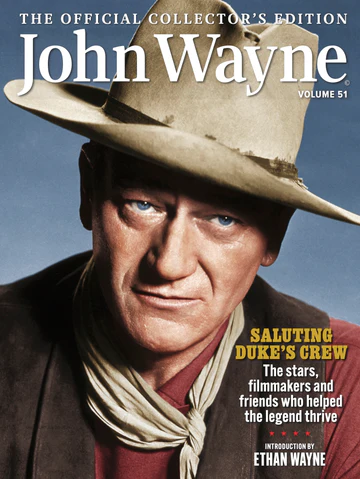 THE OFFICIAL COLLECTOR'S EDITION
John Wayne
©
VOLUME 51
SALUTING
DUKE'S CREW
The stars,
filmmakers and
friends who helped
the legend thrive
INTRODUCTION BY
ETHAN WAYNE